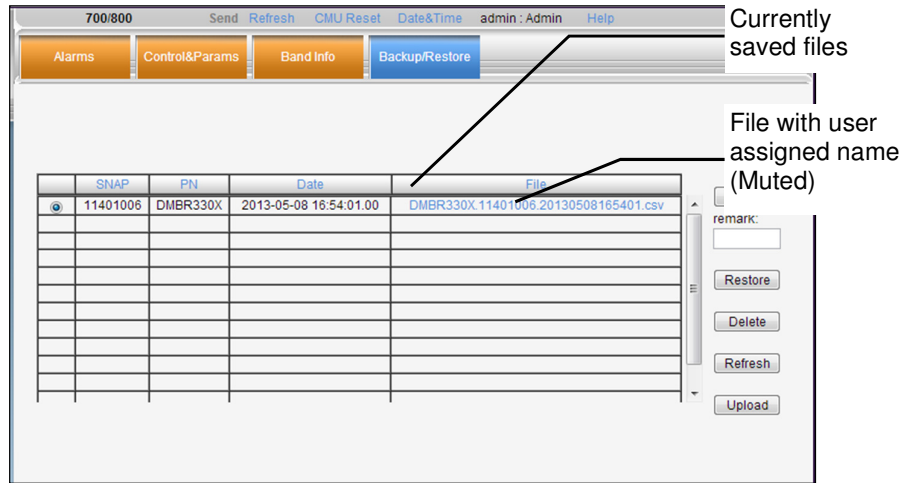 700/800 Send Refresh CMU Reset Date&Time admin : Admin Help
Currently
saved files
Alarms Control&Params Band Info Backup/Restore
File with user
assigned name
(Muted)
SNAP PN Date File
11401006 DMBR330X 2013-05-08 16:54:01.00 DMBR330X.11401006.20130508165401.csv
remark:
Restore
Delete
Refresh
Upload